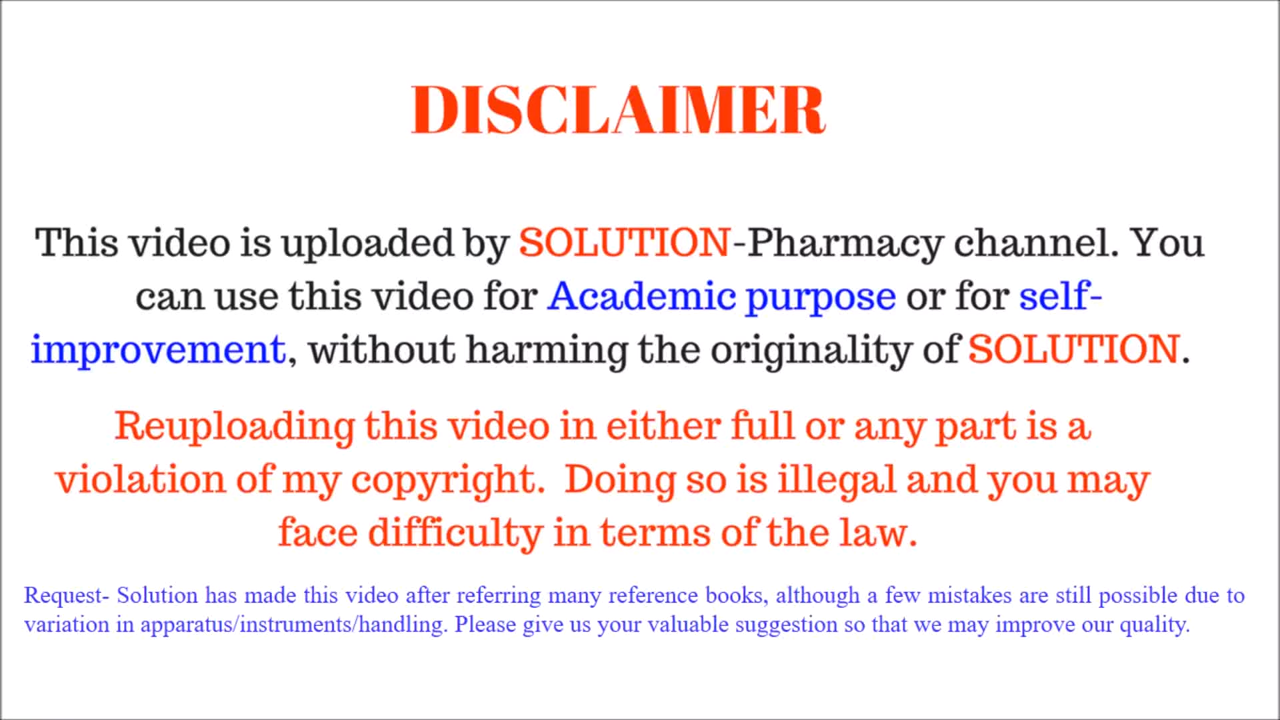 DISCLAIMER
This video is uploaded by SOLUTION-Pharmacy channel. You
can use this video for Academic purpose or for self-
improvement, without harming the originality of SOLUTION.
Reuploading this video in either full or any part is a
violation of my copyright. Doing so is illegal and you may
face difficulty in terms of the law.
Request- Solution has made this video after referring many reference books, although a few mistakes are still possible due to
variation in apparatus/instruments/handling. Please give us your valuable suggestion so that we may improve our quality.